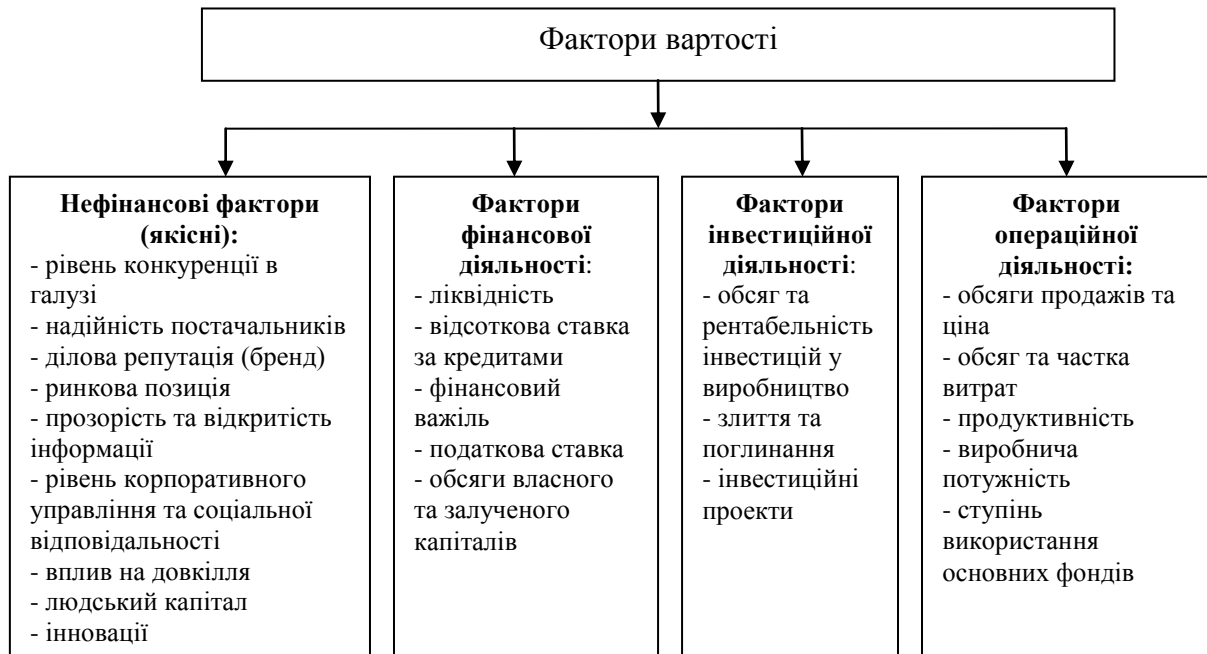 Фактори вартості
Нефінансові фактори
(якісні):
- рівень конкуренції в
галузі
- надійність постачальників
- ділова репутація (бренд)
- ринкова позиція
- прозорість та відкритість
інформації
- рівень корпоративного
управління та соціальної
відповідальності
- вплив на довкілля
- людський капітал
- інновації
Фактори
фінансової
діяльності:
- ліквідність
- відсоткова ставка
за кредитами
- фінансовий
важіль
- податкова ставка
- обсяги власного
та залученого
капіталів
Фактори
інвестиційної
діяльності:
- обсяг та
рентабельність
інвестицій у
виробництво
- злиття та
поглинання
- інвестиційні
проекти
Фактори
операційної
діяльності:
- обсяги продажів та
ціна
- обсяг та частка
витрат
- продуктивність
- виробнича
потужність
- ступінь
використання
основних фондів